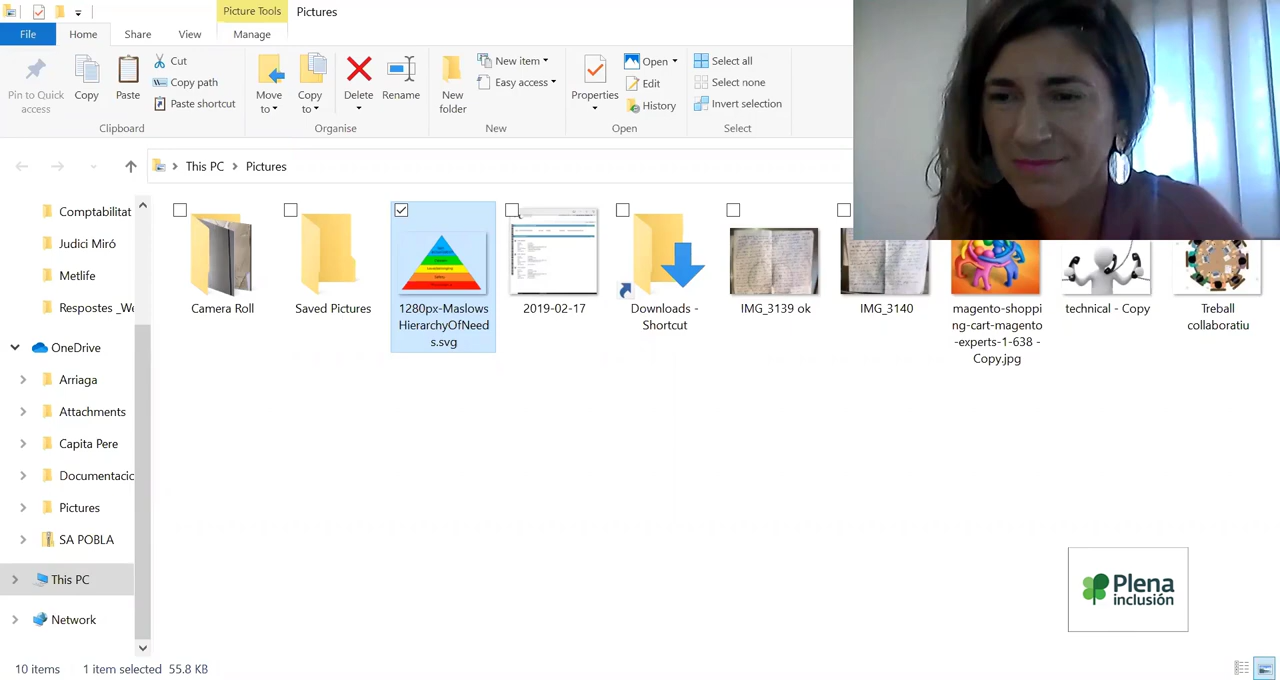 Picture Tools
Pictures
File
Home
Share
View
Manage
Pin to Quick
access
Copy
Paste
Cut
Copy path
Paste shortcut
Clipboard
Move
to
Copy
to
Delete
Rename
Organise
New
folder
New item
Easy access
New
Properties
Open
Edit
History
Open
Select all
Select none
Invert selection
Select
This PC
Pictures
Comptabilitat
Judici Miró
Metlife
Respostes _We
OneDrive
Arriaga
Attachments
Capita Pere
Documentacio
Pictures
SA POBLA
This PC
Network
Camera Roll
Saved Pictures
1280px-Maslows
HierarchyOfNeed
s.svg
2019-02-17
Downloads -
Shortcut
IMG_3139 ok
IMG_3140
magento-shoppi
ng-cart-magento
-experts-1-638 -
Copy.jpg
technical - Copy
Treball
collaboratiu
Plena
inclusión
10 items
1 item selected
55.8 KB